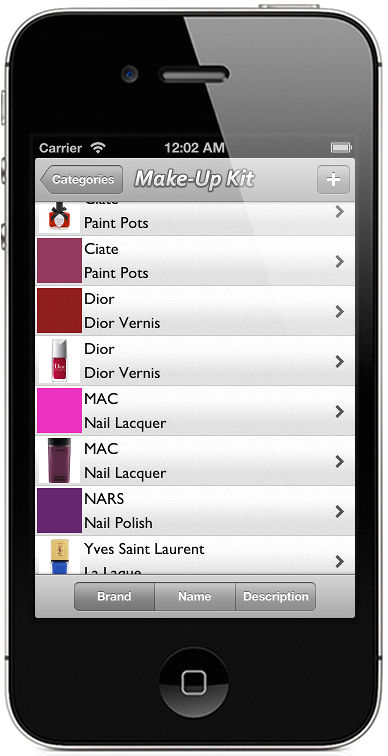 Carrier 12:02 AM
Categories Make-Up Kit +
Ciate
Paint Pots
Ciate
Paint Pots
Dior
Dior Vernis
Dior
Dior Vernis
MAC
Nail Lacquer
MAC
Nail Lacquer
NARS
Nail Polish
Yves Saint Laurent
La Laque
Brand Name Description